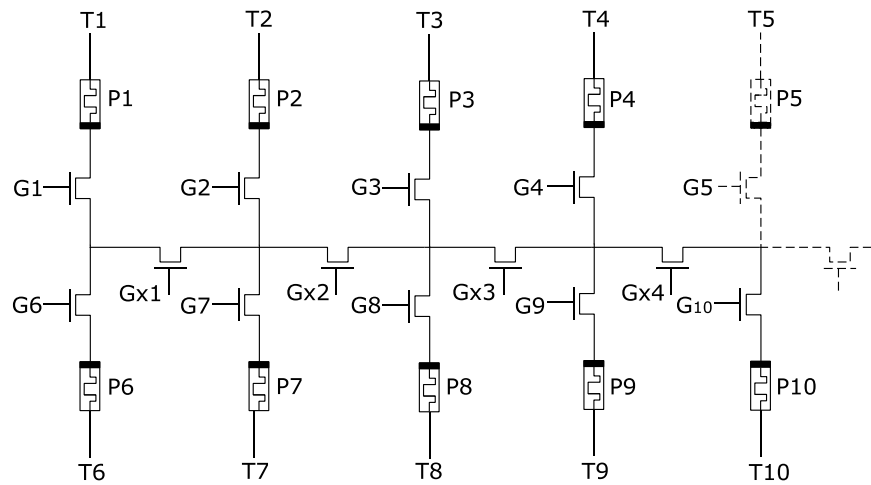 T1 T2 T3 T4 T5
P1 P2 P3 P4 P5
G1 G2 G3 G4 G5
Gx1 Gx2 Gx3 Gx4
G6 G7 G8 G9 G10
P6 P7 P8 P9 P10
T6 T7 T8 T9 T10